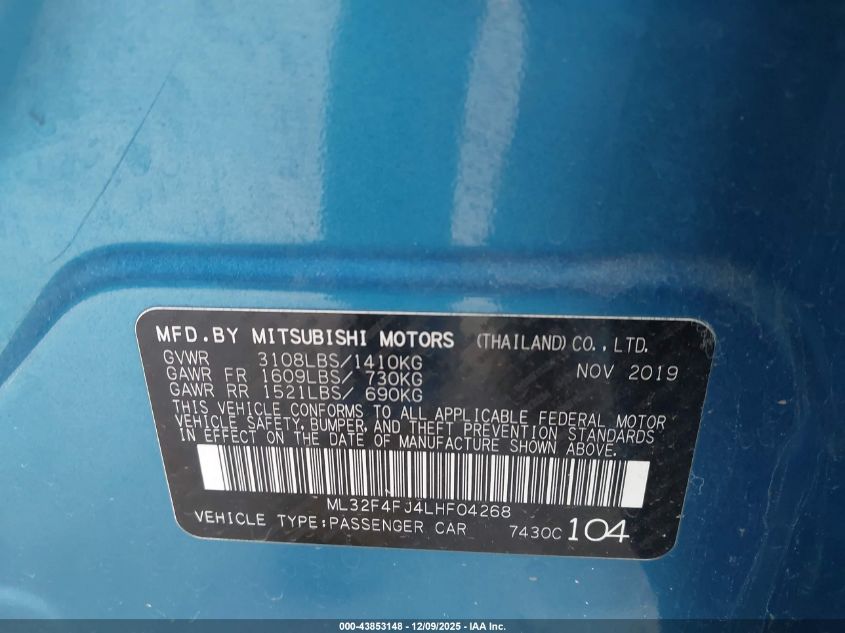 MFD.BY MITSUBISHI MOTORS (THAILAND) CO., LTD.
GVWR 3108LBS/1410KG NOV 2019
GAWR FR 1609LBS/ 730KG
GAWR RR 1521LBS/ 690KG
THIS VEHICLE CONFORMS TO ALL APPLICABLE FEDERAL MOTOR
VEHICLE SAFETY, BUMPER, AND THEFT PREVENTION STANDARDS
IN EFFECT ON THE DATE OF MANUFACTURE SHOWN ABOVE.
ML32F4FJ4LHF04268
VEHICLE TYPE:PASSENGER CAR 7430C 104
000-43853148 - 12/09/2025 - IAA Inc.